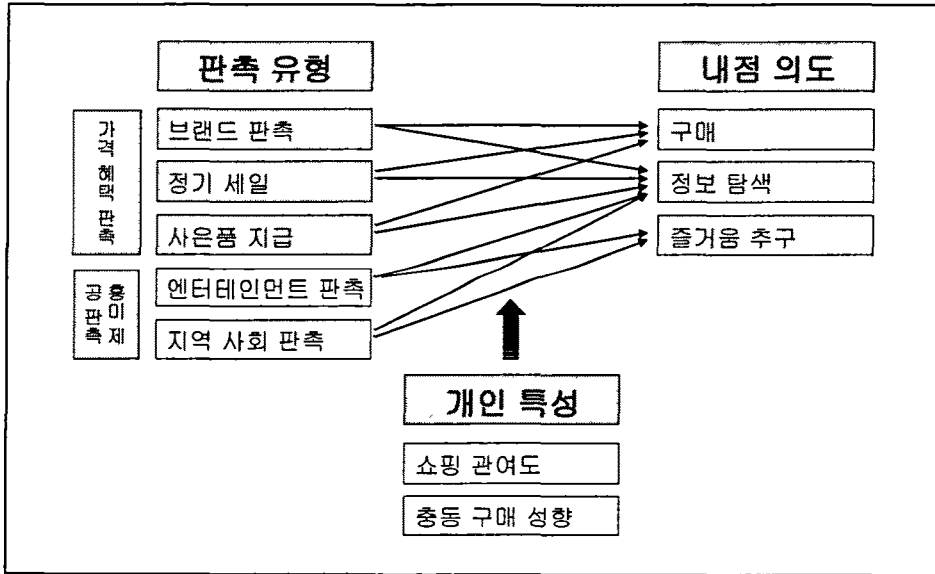 판촉 유형
내점 의도
가격 혜택 판촉
브랜드 판촉
구매
정기 세일
정보 탐색
사은품 지급
즐거움 추구
흥미 제
공 판촉
엔터테인먼트 판촉
지역 사회 판촉
개인 특성
쇼핑 관여도
충동 구매 성향